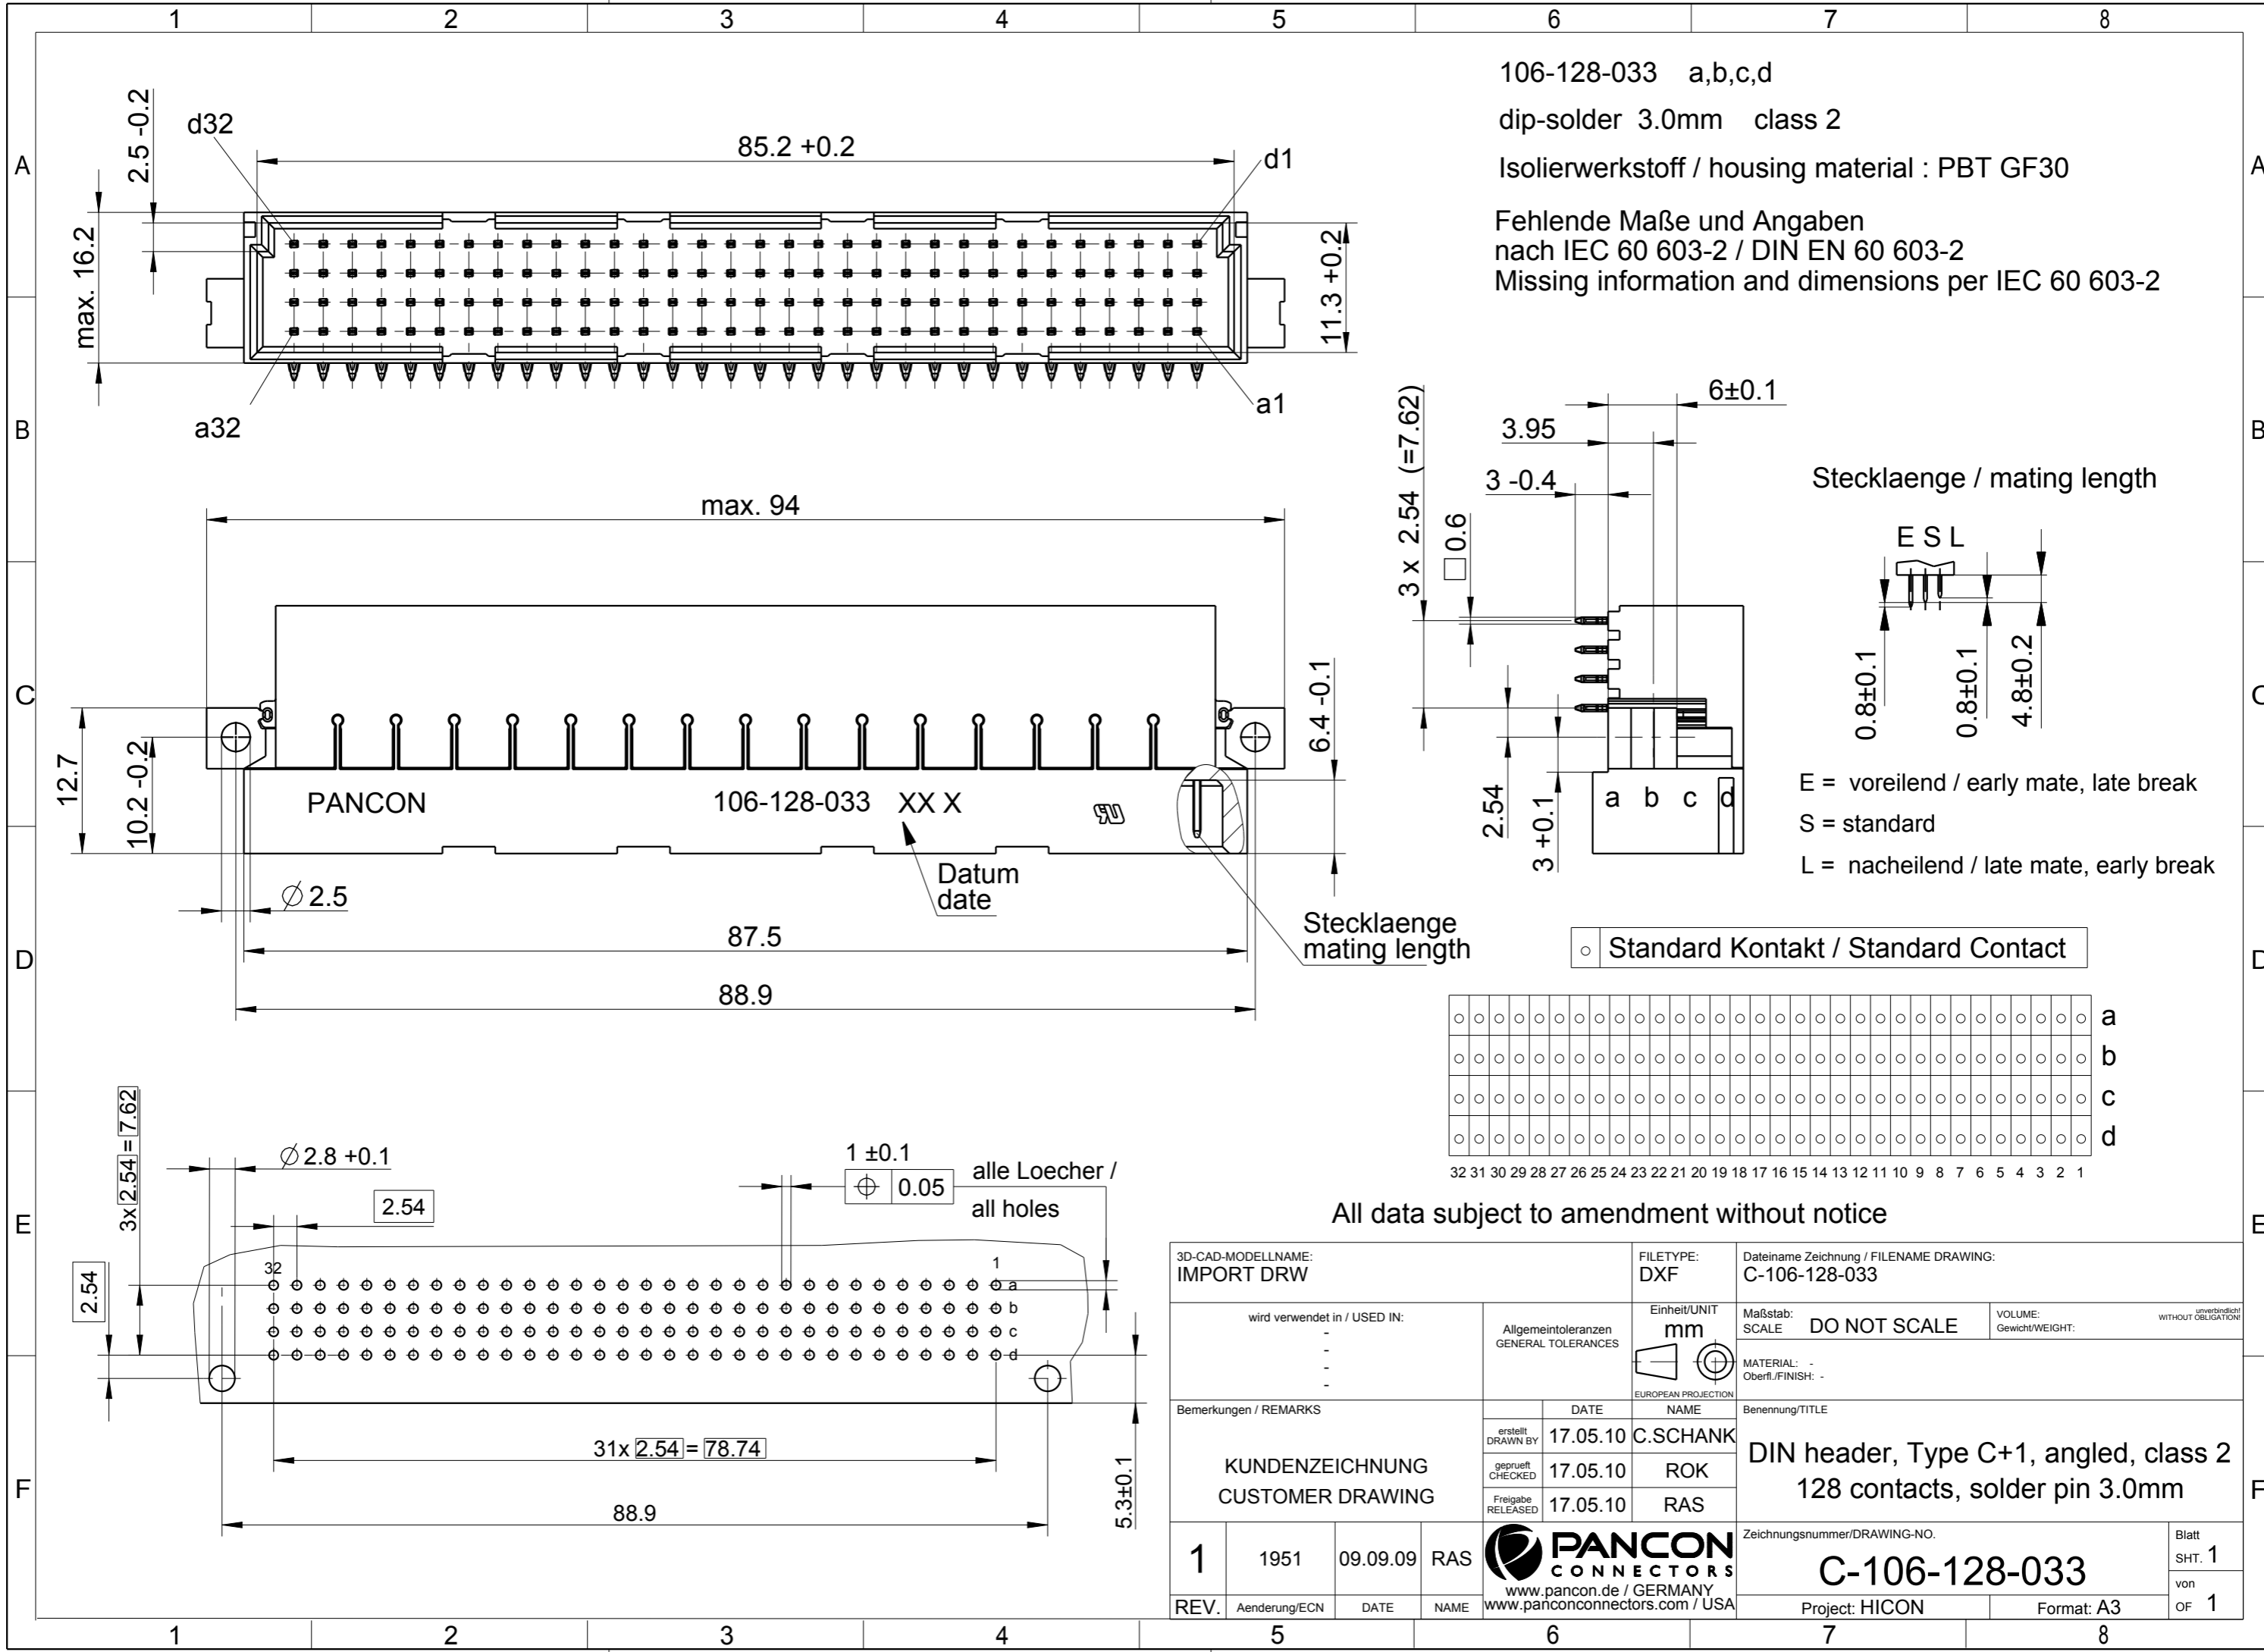 1 2 3 4 5 6 7 8
A
B
C
D
E
F
A
B
C
D
E
F
106-128-033 a,b,c,d
dip-solder 3.0mm class 2
Isolierwerkstoff / housing material : PBT GF30
Fehlende Maße und Angaben
nach IEC 60 603-2 / DIN EN 60 603-2
Missing information and dimensions per IEC 60 603-2
d32
2.5 -0.2
85.2 +0.2
d1
max. 16.2
11.3 +0.2
a32
a1
max. 94
12.7
10.2 -0.2
6.4 -0.1
PANCON 106-128-033 XX X
Datum
date
Ø 2.5
87.5
88.9
Stecklaenge
mating length
6±0.1
3.95
3 -0.4
3 x 2.54 (=7.62)
□ 0.6
2.54
3 +0.1
a b c d
Stecklaenge / mating length
E S L
0.8±0.1
0.8±0.1
4.8±0.2
E = voreilend / early mate, late break
S = standard
L = nacheilend / late mate, early break
Standard Kontakt / Standard Contact
a
b
c
d
32 31 30 29 28 27 26 25 24 23 22 21 20 19 18 17 16 15 14 13 12 11 10 9 8 7 6 5 4 3 2 1
3x 2.54 = 7.62
Ø 2.8 +0.1
2.54
1 ±0.1
0.05
alle Loecher /
all holes
2.54
32 1
a
b
c
d
31x 2.54 = 78.74
88.9
5.3±0.1
All data subject to amendment without notice
3D-CAD-MODELLNAME:
IMPORT DRW
FILETYPE:
DXF
Dateiname Zeichnung / FILENAME DRAWING:
C-106-128-033
wird verwendet in / USED IN:
-
-
-
-
Allgemeintoleranzen
GENERAL TOLERANCES
Einheit/UNIT
mm
EUROPEAN PROJECTION
Maßstab:
SCALE DO NOT SCALE
VOLUME:
Gewicht/WEIGHT:
unverbindlich!
WITHOUT OBLIGATION!
MATERIAL: -
Oberfl./FINISH: -
Bemerkungen / REMARKS
KUNDENZEICHNUNG
CUSTOMER DRAWING
DATE NAME
erstellt
DRAWN BY 17.05.10 C.SCHANK
geprueft
CHECKED 17.05.10 ROK
Freigabe
RELEASED 17.05.10 RAS
Benennung/TITLE
DIN header, Type C+1, angled, class 2
128 contacts, solder pin 3.0mm
1 1951 09.09.09 RAS
REV. Aenderung/ECN DATE NAME
PANCON
CONNECTORS
www.pancon.de / GERMANY
www.panconconnectors.com / USA
Zeichnungsnummer/DRAWING-NO.
C-106-128-033
Blatt
SHT. 1
von
OF 1
Project: HICON
Format: A3
1 2 3 4 5 6 7 8